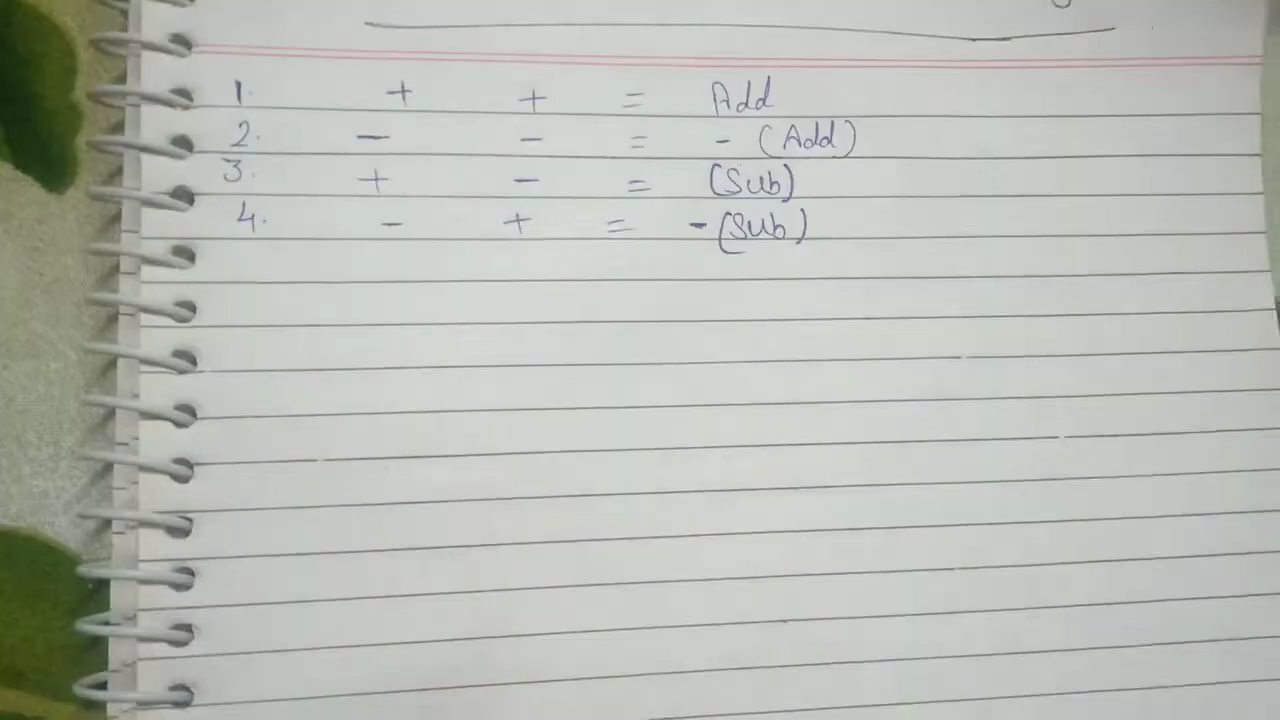 1. + + = Add
2. - - = - (Add)
3. + - = (Sub)
4. - + = - (Sub)